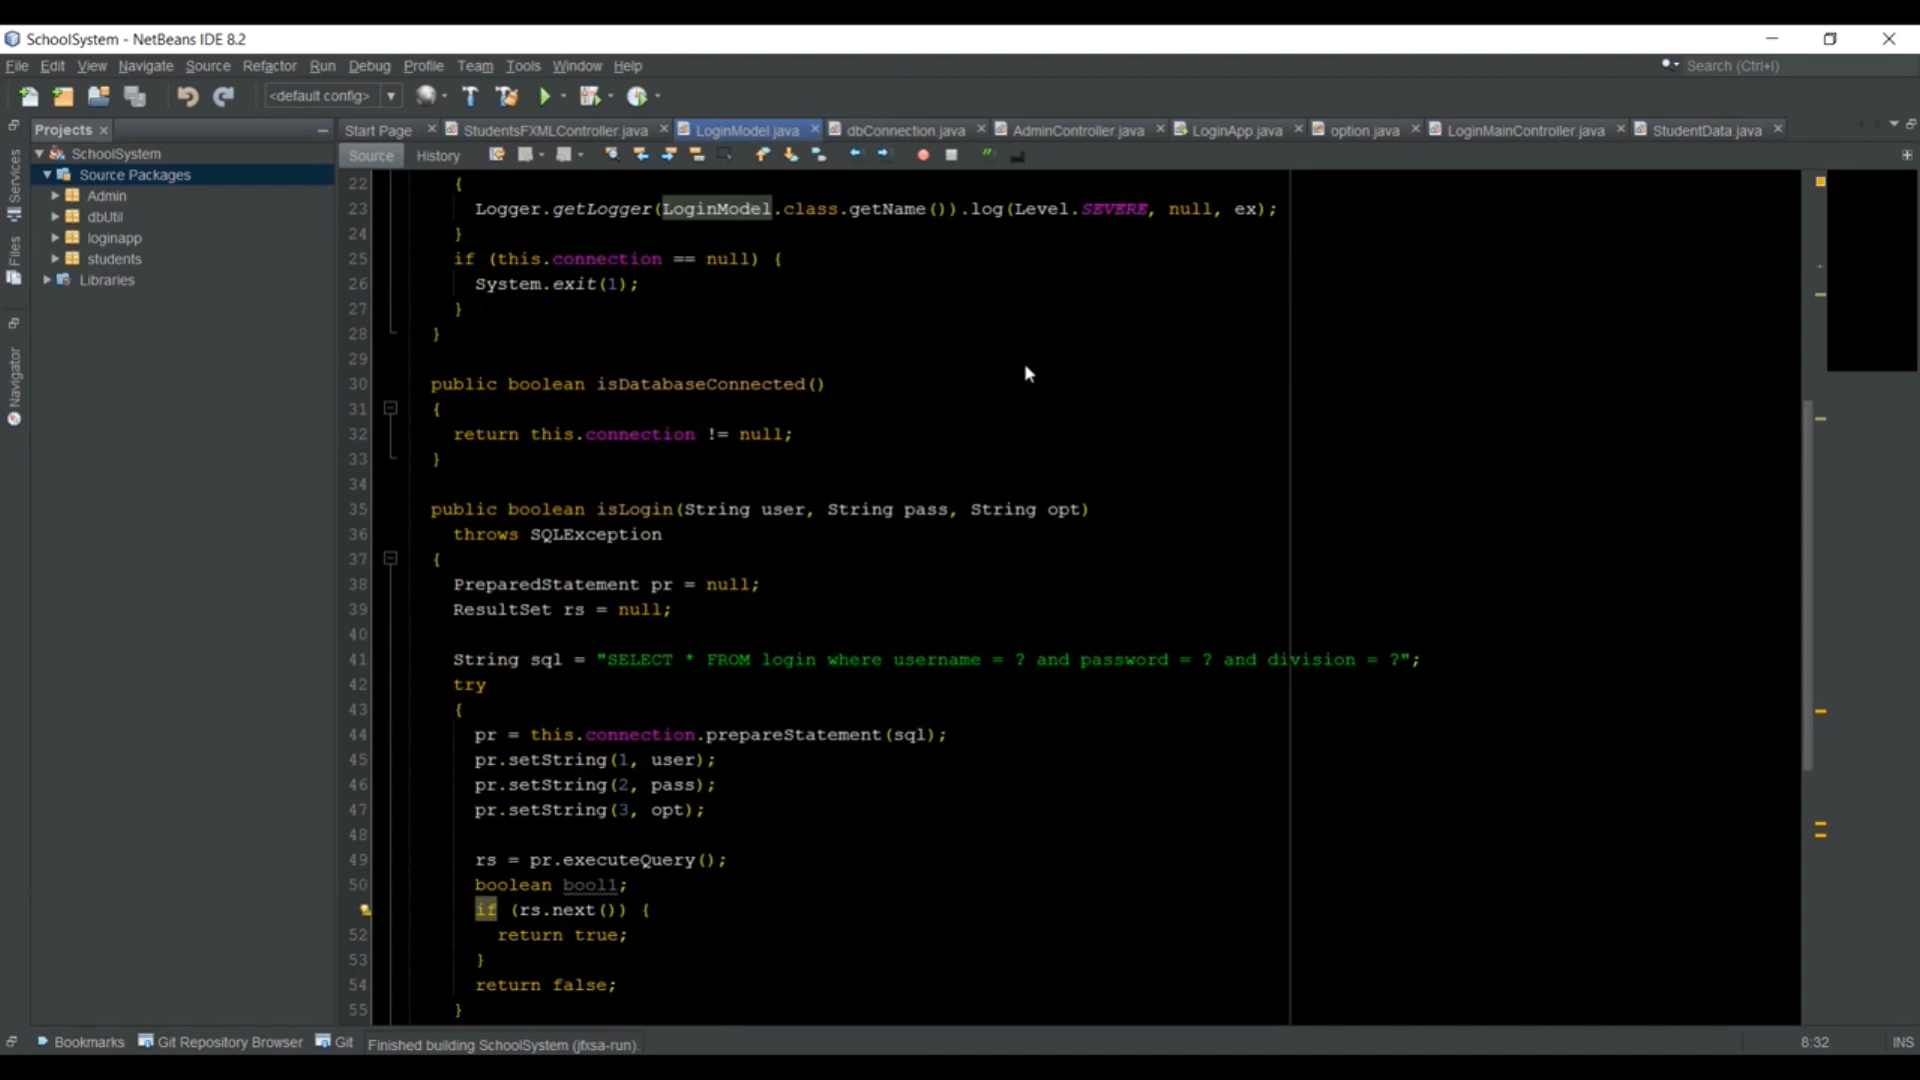 SchoolSystem - NetBeans IDE 8.2
File Edit View Navigate Source Refactor Run Debug Profile Team Tools Window Help Search (Ctrl+I)
<default config>
Projects
Start Page StudentsFXMLController.java LoginModel.java dbConnection.java AdminController.java LoginApp.java option.java LoginMainController.java StudentData.java
SchoolSystem
Source History
Source Packages
Admin
dbUtil
loginapp
students
Libraries
Services
Files
Navigator
22 {
23 Logger.getLogger(LoginModel.class.getName()).log(Level.SEVERE, null, ex);
24 }
25 if (this.connection == null) {
26 System.exit(1);
27 }
28 }
29
30 public boolean isDatabaseConnected()
31 {
32 return this.connection != null;
33 }
34
35 public boolean isLogin(String user, String pass, String opt)
36 throws SQLException
37 {
38 PreparedStatement pr = null;
39 ResultSet rs = null;
40
41 String sql = "SELECT * FROM login where username = ? and password = ? and division = ?";
42 try
43 {
44 pr = this.connection.prepareStatement(sql);
45 pr.setString(1, user);
46 pr.setString(2, pass);
47 pr.setString(3, opt);
48
49 rs = pr.executeQuery();
50 boolean bool1;
if (rs.next()) {
52 return true;
53 }
54 return false;
55 }
Bookmarks Git Repository Browser Git Finished building SchoolSystem (jfxsa-run). 8:32 INS